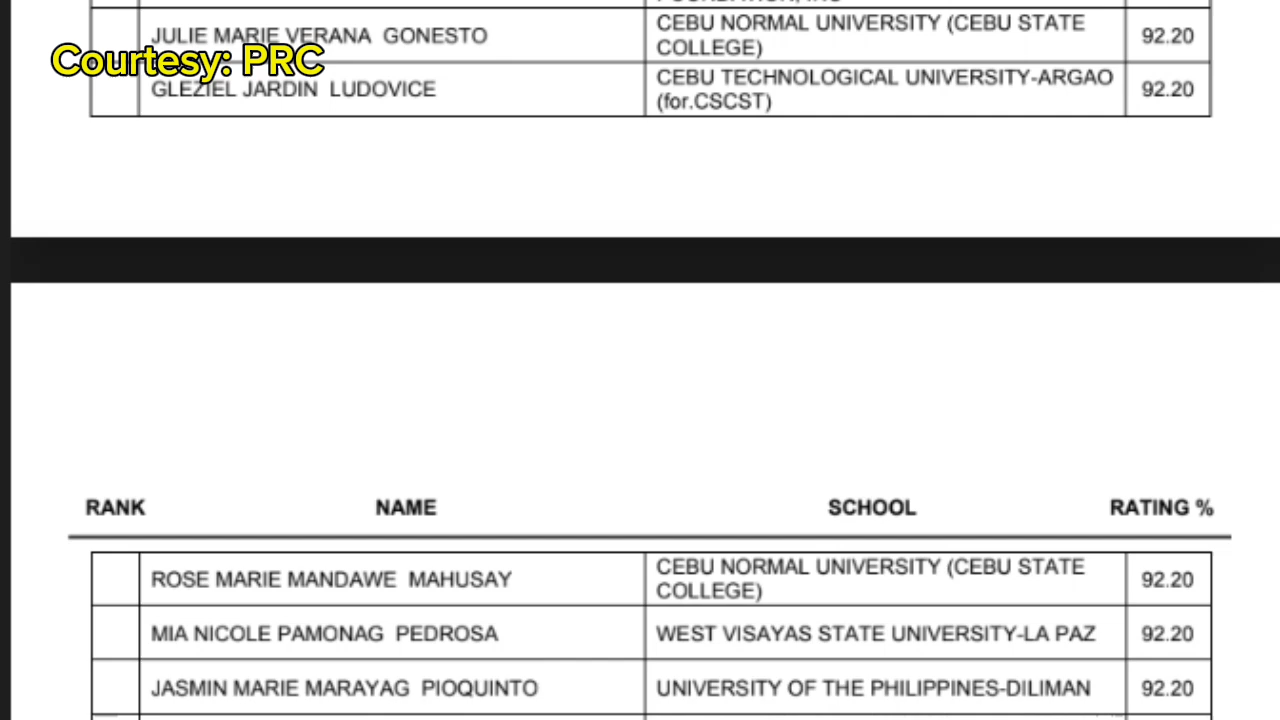 FOUNDATION, INC
JULIE MARIE VERANA GONESTO
CEBU NORMAL UNIVERSITY (CEBU STATE
COLLEGE)
92.20
Courtesy: PRC
GLEZIEL JARDIN LUDOVICE
CEBU TECHNOLOGICAL UNIVERSITY-ARGAO
(for.CSCST)
92.20
RANK NAME SCHOOL RATING %
ROSE MARIE MANDAWE MAHUSAY
CEBU NORMAL UNIVERSITY (CEBU STATE
COLLEGE)
92.20
MIA NICOLE PAMONAG PEDROSA
WEST VISAYAS STATE UNIVERSITY-LA PAZ
92.20
JASMIN MARIE MARAYAG PIOQUINTO
UNIVERSITY OF THE PHILIPPINES-DILIMAN
92.20